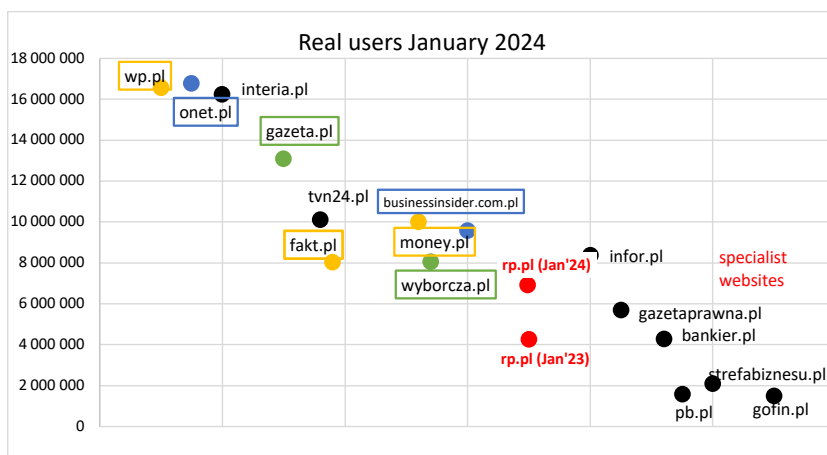 Real users January 2024
18 000 000
16 000 000
14 000 000
12 000 000
10 000 000
8 000 000
6 000 000
4 000 000
2 000 000
0
wp.pl
onet.pl
interia.pl
gazeta.pl
tvn24.pl
fakt.pl
businessinsider.com.pl
money.pl
wyborcza.pl
rp.pl (Jan'24)
rp.pl (Jan'23)
infor.pl
specialist
websites
gazetaprawna.pl
bankier.pl
strefabiznesu.pl
pb.pl
gofin.pl